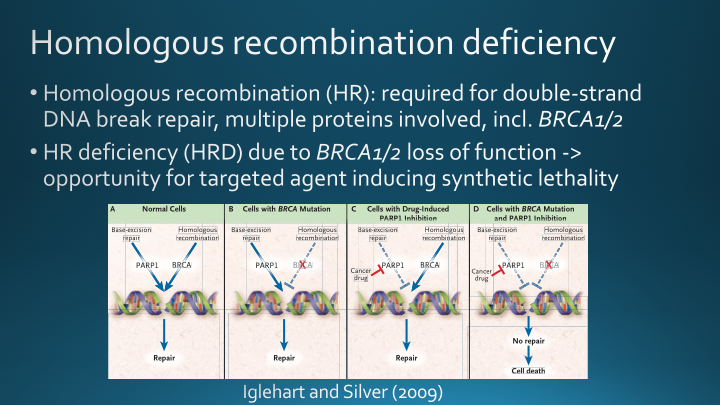 Homologous recombination deficiency
• Homologous recombination (HR): required for double-strand
DNA break repair, multiple proteins involved, incl. BRCA1/2
• HR deficiency (HRD) due to BRCA1/2 loss of function ->
opportunity for targeted agent inducing synthetic lethality
A Normal Cells
Base-excision
repair
Homologous
recombination
PARP1 BRCA
Repair
B Cells with BRCA Mutation
Base-excision
repair
Homologous
recombination
PARP1 BRCA
Repair
C Cells with Drug-Induced
PARP1 Inhibition
Base-excision
repair
Homologous
recombination
Cancer
drug
PARP1 BRCA
Repair
D Cells with BRCA Mutation
and PARP1 Inhibition
Base-excision
repair
Homologous
recombination
Cancer
drug
PARP1 BRCA
No repair
Cell death
Iglehart and Silver (2009)